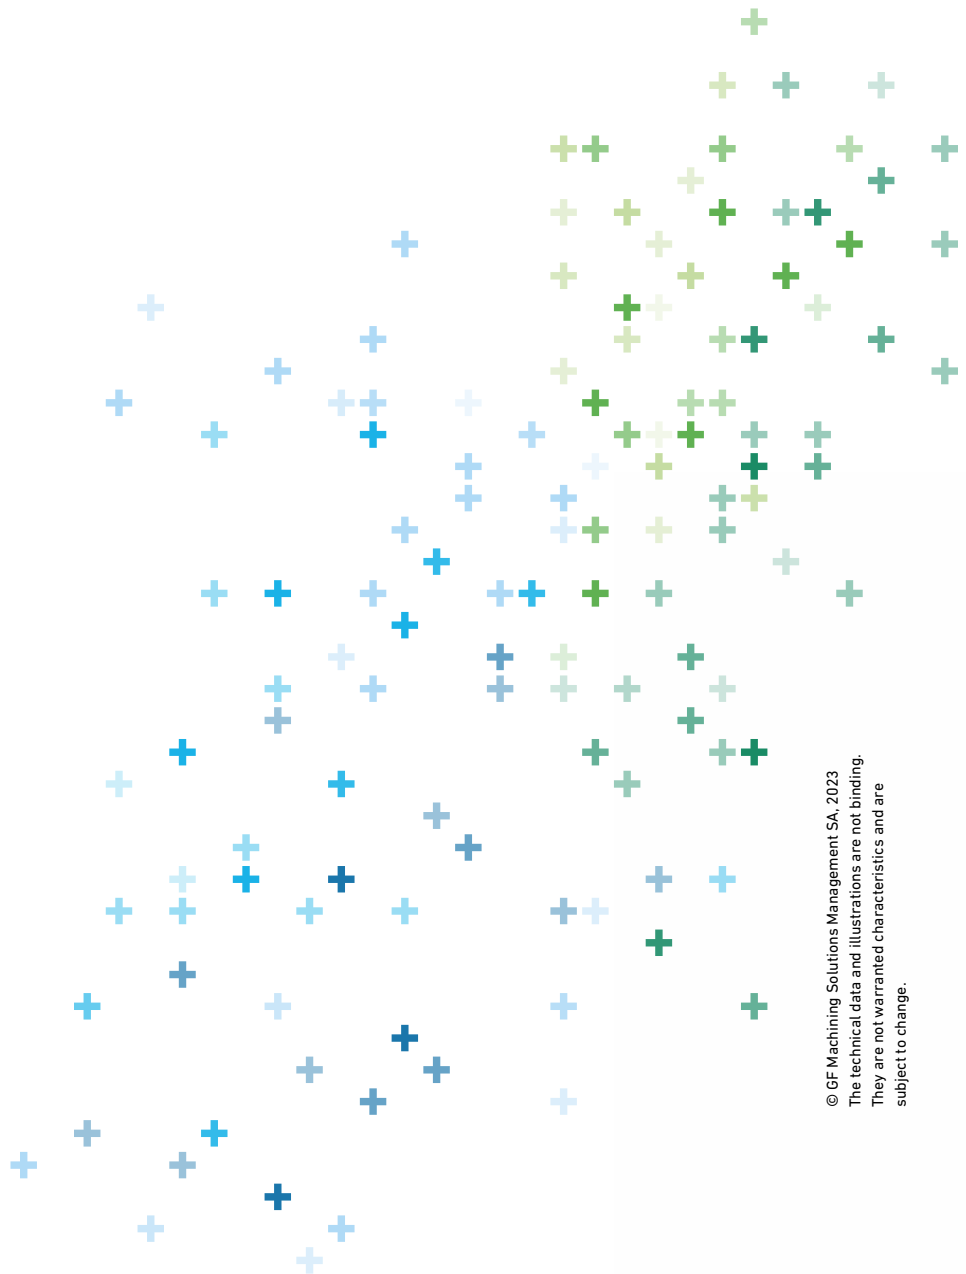 © GF Machining Solutions Management SA, 2023
The technical data and illustrations are not binding.
They are not warranted characteristics and are
subject to change.